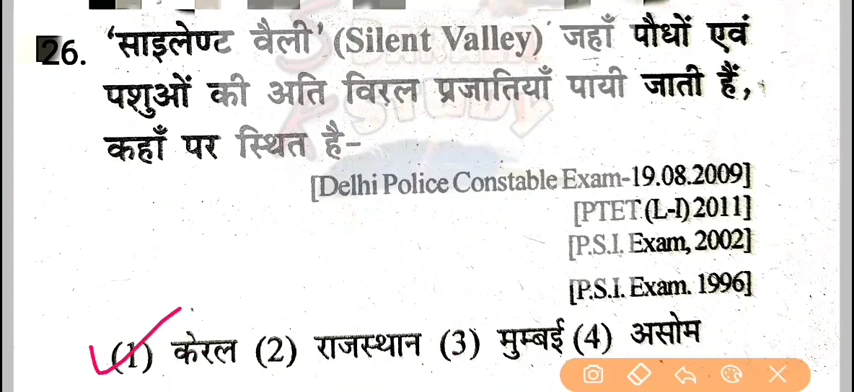 26. ‘साइलेण्ट वैली’ (Silent Valley) जहाँ पौधों एवं
पशुओं की अति विरल प्रजातियाँ पायी जाती हैं,
कहाँ पर स्थित है–
[Delhi Police Constable Exam-19.08.2009]
[PTET (L-I) 2011]
[P.S.I. Exam, 2002]
[P.S.I. Exam. 1996]
(1) केरल (2) राजस्थान (3) मुम्बई (4) असोम